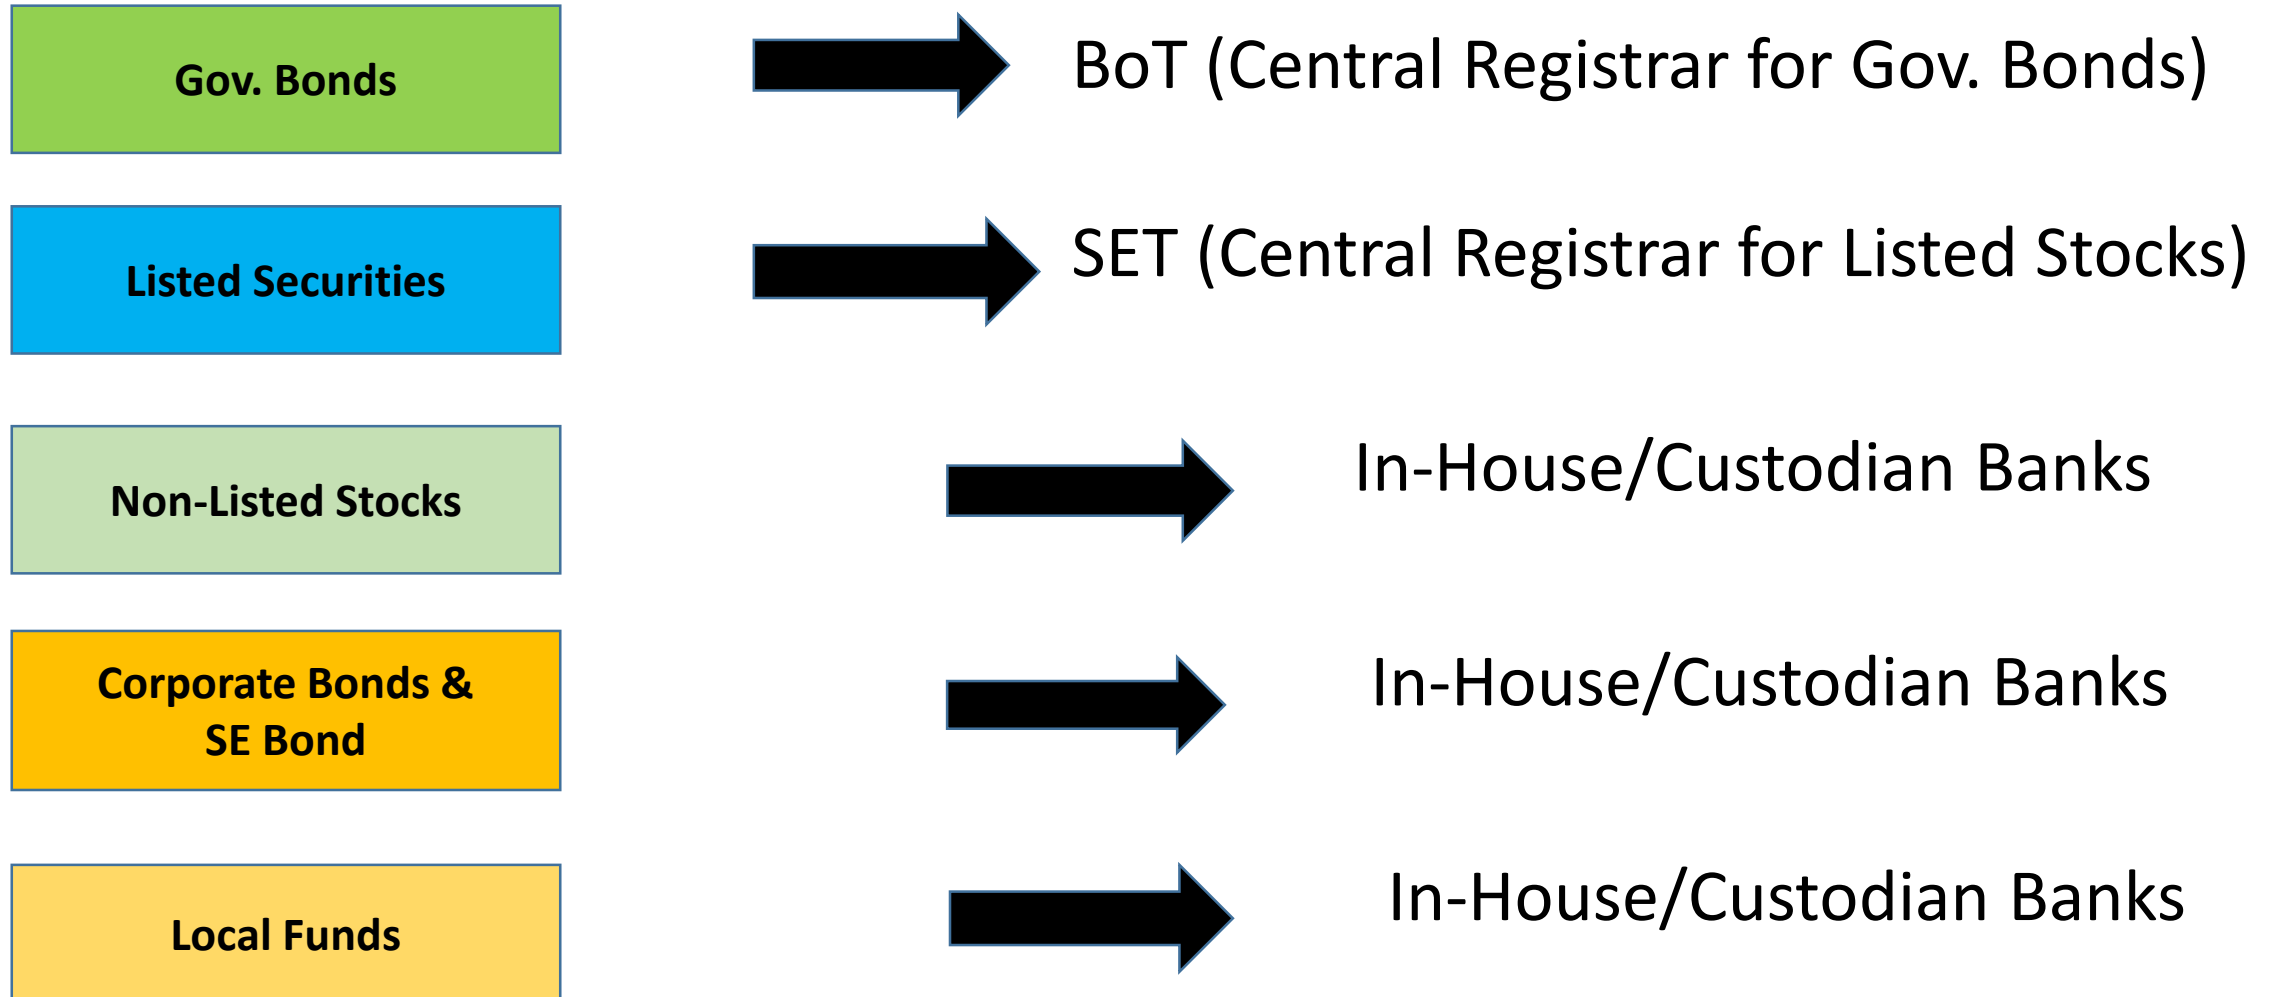 Gov. Bonds
BoT (Central Registrar for Gov. Bonds)
Listed Securities
SET (Central Registrar for Listed Stocks)
Non-Listed Stocks
In-House/Custodian Banks
Corporate Bonds &
SE Bond
In-House/Custodian Banks
Local Funds
In-House/Custodian Banks